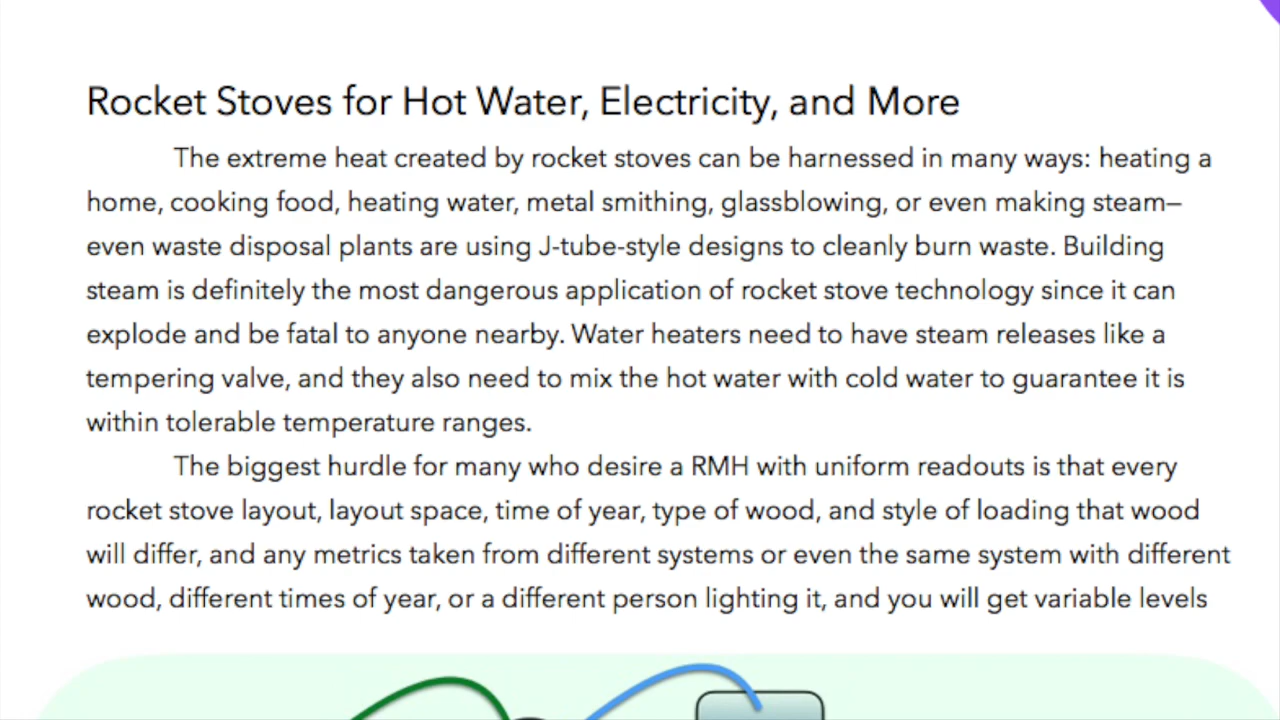 Rocket Stoves for Hot Water, Electricity, and More
The extreme heat created by rocket stoves can be harnessed in many ways: heating a
home, cooking food, heating water, metal smithing, glassblowing, or even making steam—
even waste disposal plants are using J-tube-style designs to cleanly burn waste. Building
steam is definitely the most dangerous application of rocket stove technology since it can
explode and be fatal to anyone nearby. Water heaters need to have steam releases like a
tempering valve, and they also need to mix the hot water with cold water to guarantee it is
within tolerable temperature ranges.
The biggest hurdle for many who desire a RMH with uniform readouts is that every
rocket stove layout, layout space, time of year, type of wood, and style of loading that wood
will differ, and any metrics taken from different systems or even the same system with different
wood, different times of year, or a different person lighting it, and you will get variable levels